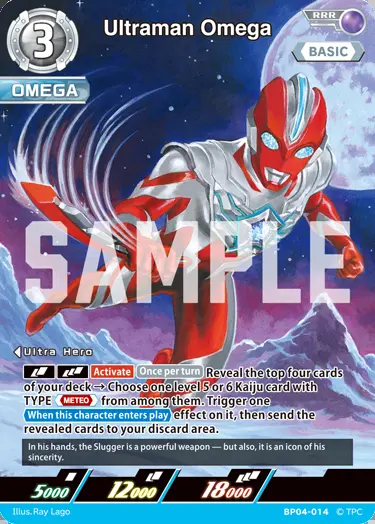 Ultraman Omega
RRR
3
BASIC
OMEGA
SAMPLE
Ultra Hero
Activate Once per turn Reveal the top four cards
of your deck → Choose one level 5 or 6 Kaiju card with
TYPE METEO from among them. Trigger one
When this character enters play effect on it, then send the
revealed cards to your discard area.
In his hands, the Slugger is a powerful weapon — but also, it is an icon of his
sincerity.
5000 12000 18000
Illus.Ray Lago BP04-014 © TPC